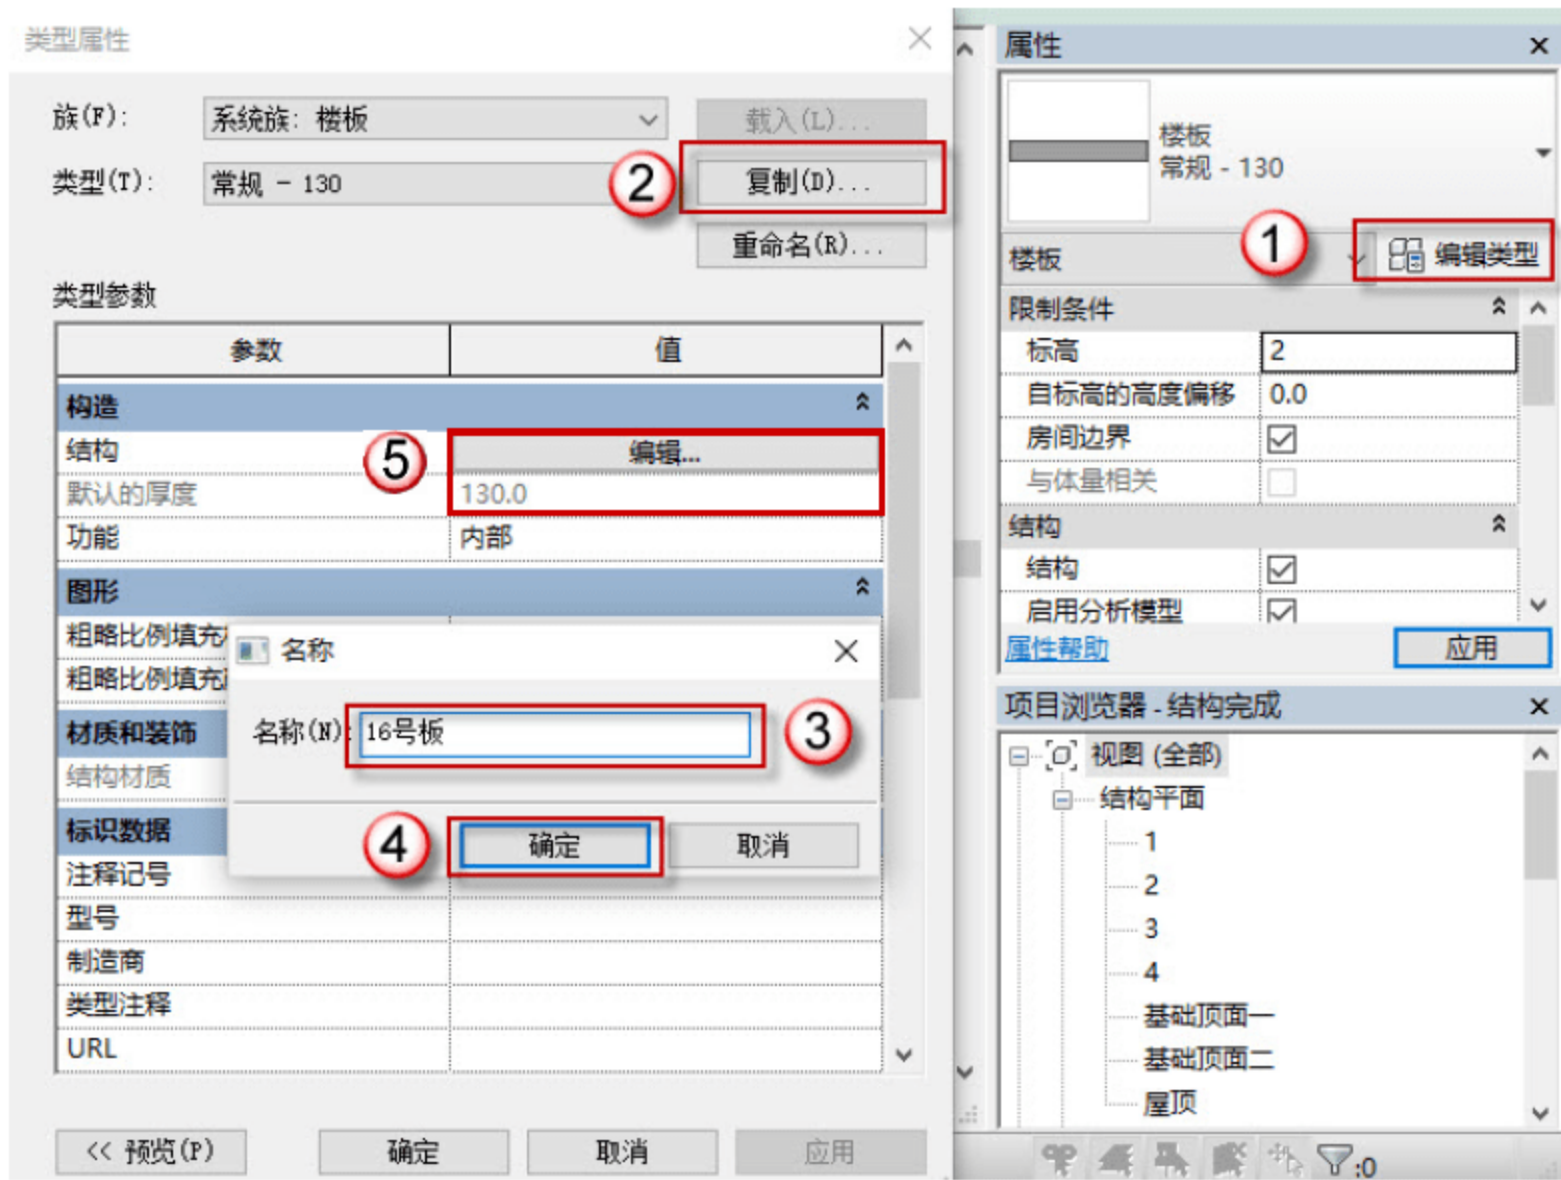 类型属性
族(F):
系统族: 楼板
载入(L)...
类型(T):
常规 - 130
2
复制(D)...
重命名(R)...
类型参数
参数
值
构造
结构
5
编辑...
默认的厚度
130.0
功能
内部
图形
粗略比例填充
粗略比例填充
材质和装饰
结构材质
标识数据
注释记号
型号
制造商
类型注释
URL
名称
名称(N):
16号板
3
4
确定
取消
<< 预览(P)
确定
取消
应用
属性
楼板
常规 - 130
楼板
1
编辑类型
限制条件
标高
2
自标高的高度偏移
0.0
房间边界
与体量相关
结构
结构
启用分析模型
属性帮助
应用
项目浏览器 - 结构完成
视图 (全部)
结构平面
1
2
3
4
基础顶面一
基础顶面二
屋顶
:0